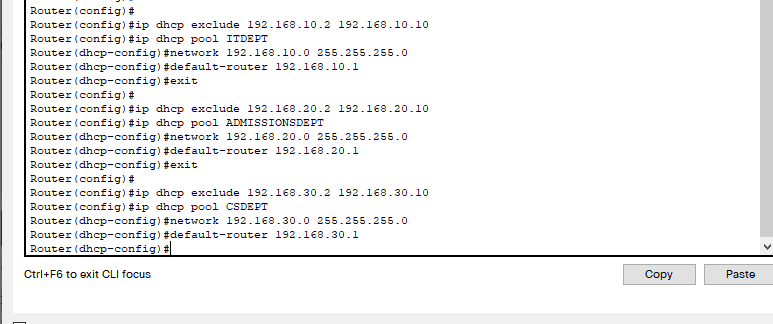 Router(config)#
Router(config)#ip dhcp exclude 192.168.10.2 192.168.10.10
Router(config)#ip dhcp pool ITDEPT
Router(dhcp-config)#network 192.168.10.0 255.255.255.0
Router(dhcp-config)#default-router 192.168.10.1
Router(dhcp-config)#exit
Router(config)#
Router(config)#ip dhcp exclude 192.168.20.2 192.168.20.10
Router(config)#ip dhcp pool ADMISSIONSDEPT
Router(dhcp-config)#network 192.168.20.0 255.255.255.0
Router(dhcp-config)#default-router 192.168.20.1
Router(dhcp-config)#exit
Router(config)#
Router(config)#ip dhcp exclude 192.168.30.2 192.168.30.10
Router(config)#ip dhcp pool CSDEPT
Router(dhcp-config)#network 192.168.30.0 255.255.255.0
Router(dhcp-config)#default-router 192.168.30.1
Router(dhcp-config)#
Ctrl+F6 to exit CLI focus
Copy
Paste